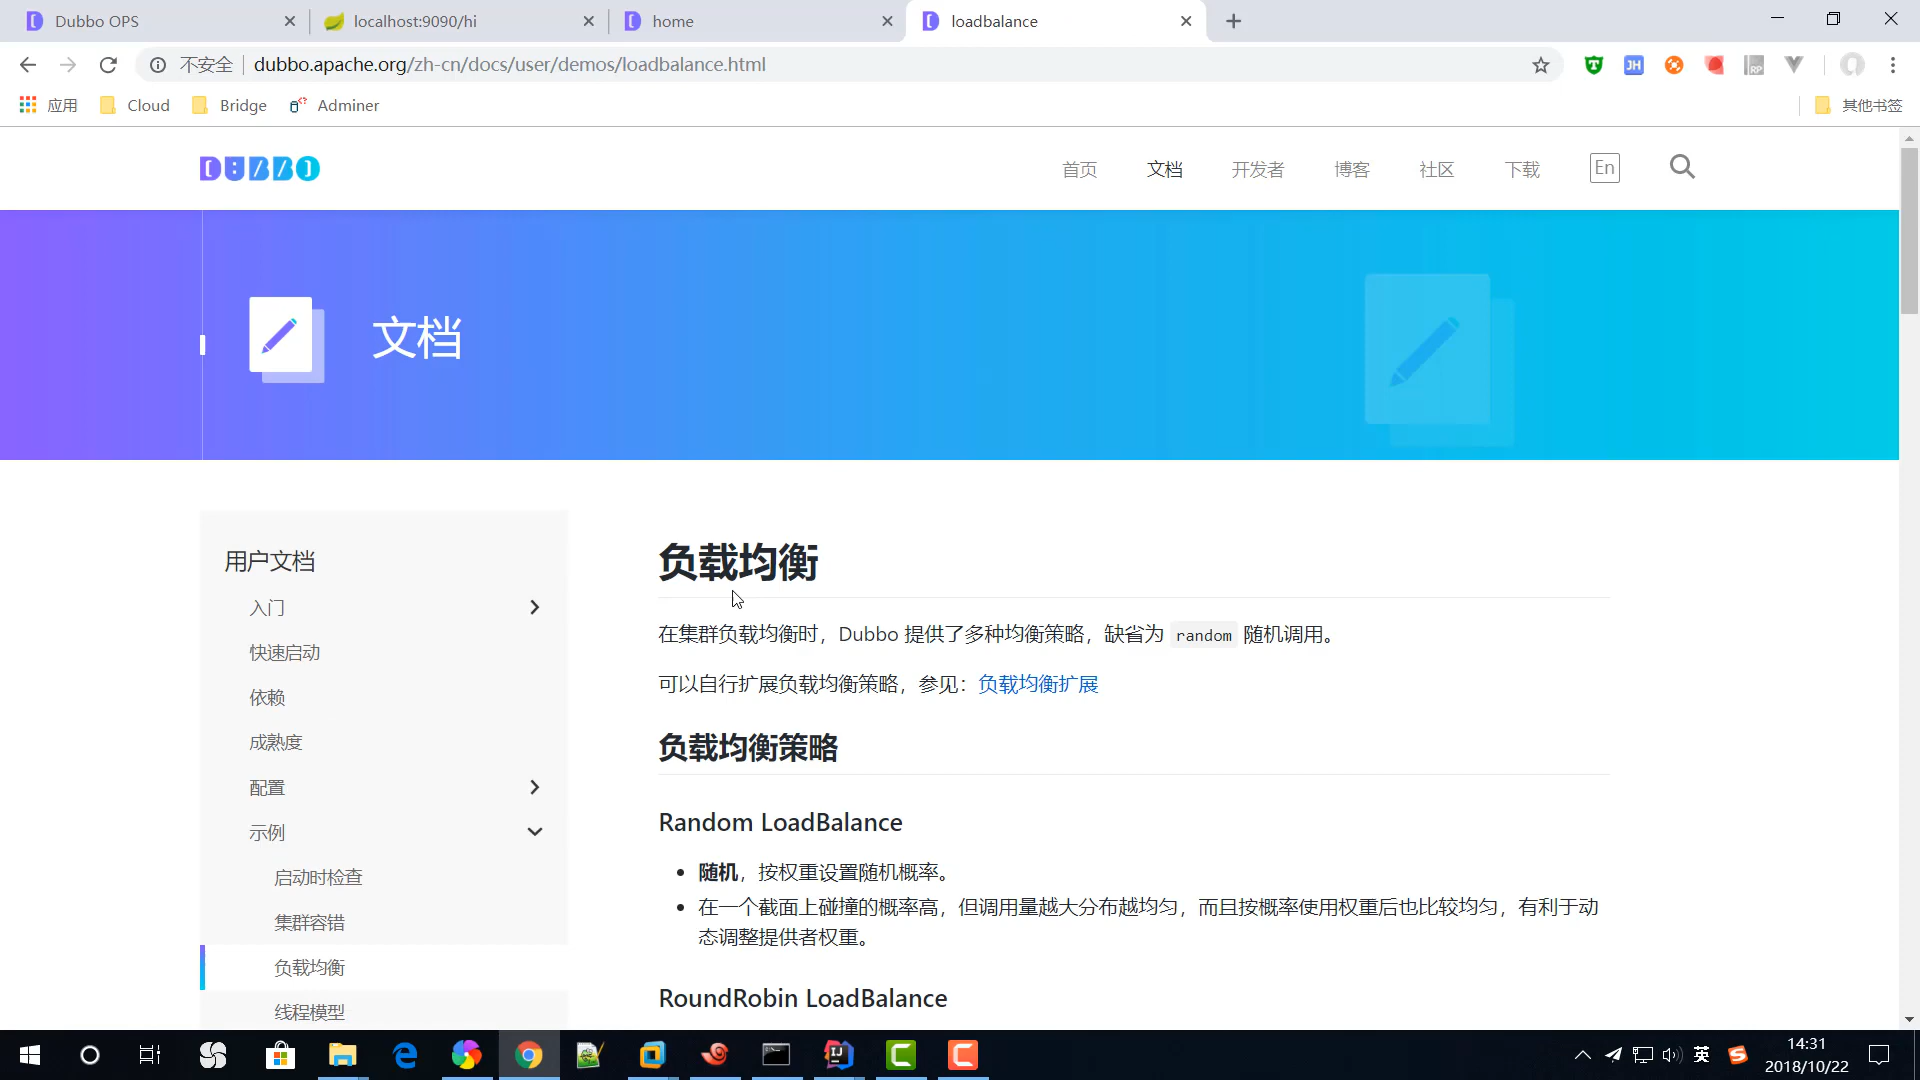 Dubbo OPS
localhost:9090/hi
home
loadbalance
不安全
dubbo.apache.org/zh-cn/docs/user/demos/loadbalance.html
应用
Cloud
Bridge
Adminer
其他书签
DUBBO
首页
文档
开发者
博客
社区
下载
En
文档
用户文档
入门
快速启动
依赖
成熟度
配置
示例
启动时检查
集群容错
负载均衡
线程模型
负载均衡
在集群负载均衡时，Dubbo 提供了多种均衡策略，缺省为 random 随机调用。
可以自行扩展负载均衡策略，参见：负载均衡扩展
负载均衡策略
Random LoadBalance
随机，按权重设置随机概率。
在一个截面上碰撞的概率高，但调用量越大分布越均匀，而且按概率使用权重后也比较均匀，有利于动
态调整提供者权重。
RoundRobin LoadBalance
英
14:31
2018/10/22